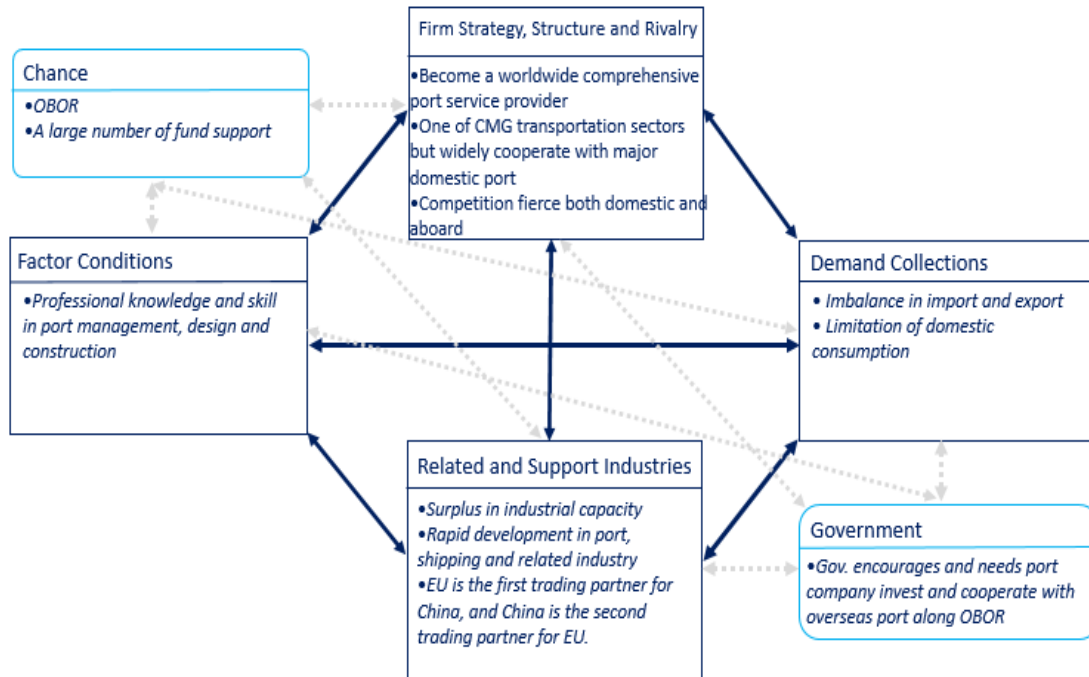 Firm Strategy, Structure and Rivalry
•Become a worldwide comprehensive
port service provider
•One of CMG transportation sectors
but widely cooperate with major
domestic port
•Competition fierce both domestic and
aboard
Chance
•OBOR
•A large number of fund support
Factor Conditions
•Professional knowledge and skill
in port management, design and
construction
Demand Collections
• Imbalance in import and export
• Limitation of domestic
consumption
Related and Support Industries
•Surplus in industrial capacity
•Rapid development in port,
shipping and related industry
•EU is the first trading partner for
China, and China is the second
trading partner for EU.
Government
•Gov. encourages and needs port
company invest and cooperate with
overseas port along OBOR